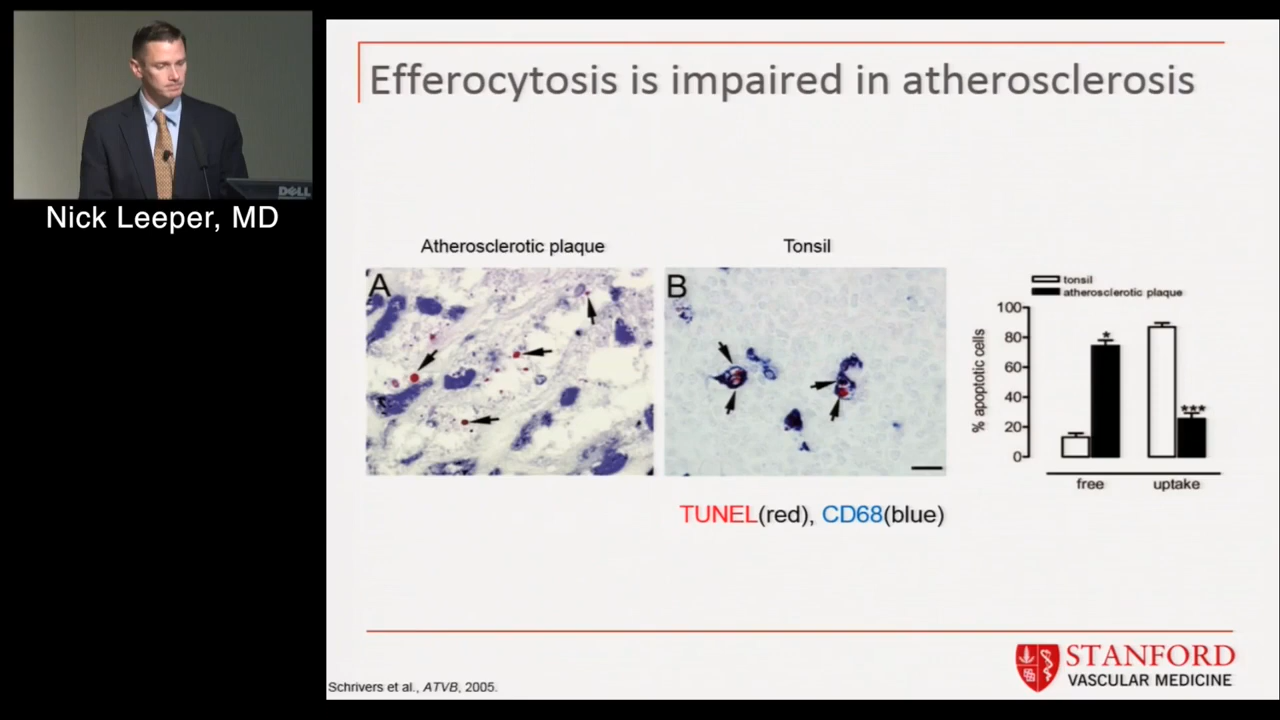 Efferocytosis is impaired in atherosclerosis
DELL
Nick Leeper, MD
Atherosclerotic plaque
Tonsil
A
B
tonsil
atherosclerotic plaque
% apoptotic cells
100
80
60
40
20
0
*
***
free
uptake
TUNEL(red), CD68(blue)
STANFORD
VASCULAR MEDICINE
Schrivers et al., ATVB, 2005.